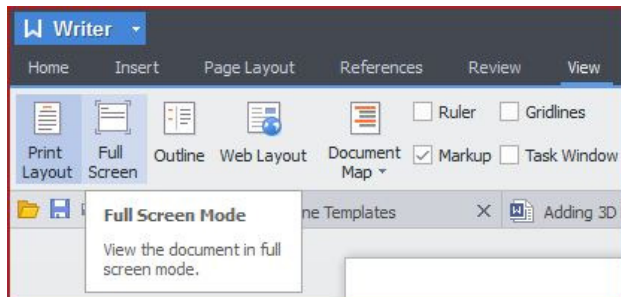 Writer
Home Insert Page Layout References Review View
Ruler Gridlines
Print Full Outline Web Layout Document Markup Task Window
Layout Screen Map
Full Screen Mode ne Templates Adding 3D
View the document in full
screen mode.